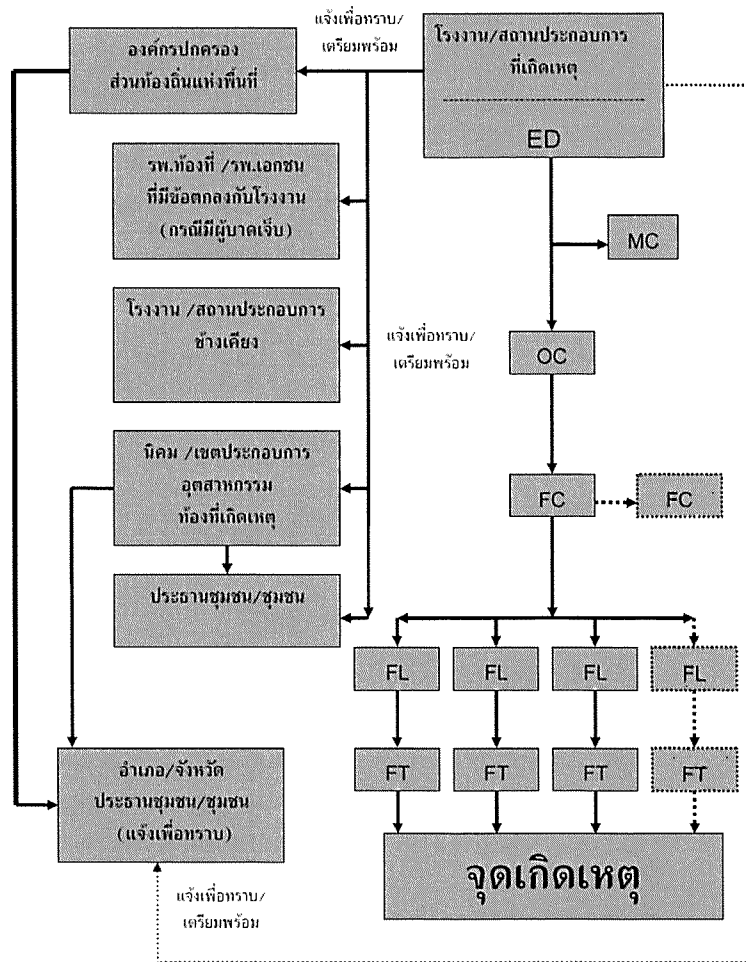 แจ้งเพื่อทราบ/
เตรียมพร้อม
องค์กรปกครอง
ส่วนท้องถิ่นแห่งพื้นที่
โรงงาน/สถานประกอบการ
ที่เกิดเหตุ
ED
รพ.ท้องที่ /รพ.เอกชน
ที่มีข้อตกลงกับโรงงาน
(กรณีมีผู้บาดเจ็บ)
MC
โรงงาน /สถานประกอบการ
ข้างเคียง
แจ้งเพื่อทราบ/
เตรียมพร้อม
OC
นิคม /เขตประกอบการ
อุตสาหกรรม
ท้องที่เกิดเหตุ
FC
FC
ประธานชุมชน/ชุมชน
FL
FL
FL
FL
อำเภอ/จังหวัด
ประธานชุมชน/ชุมชน
(แจ้งเพื่อทราบ)
FT
FT
FT
FT
จุดเกิดเหตุ
แจ้งเพื่อทราบ/
เตรียมพร้อม